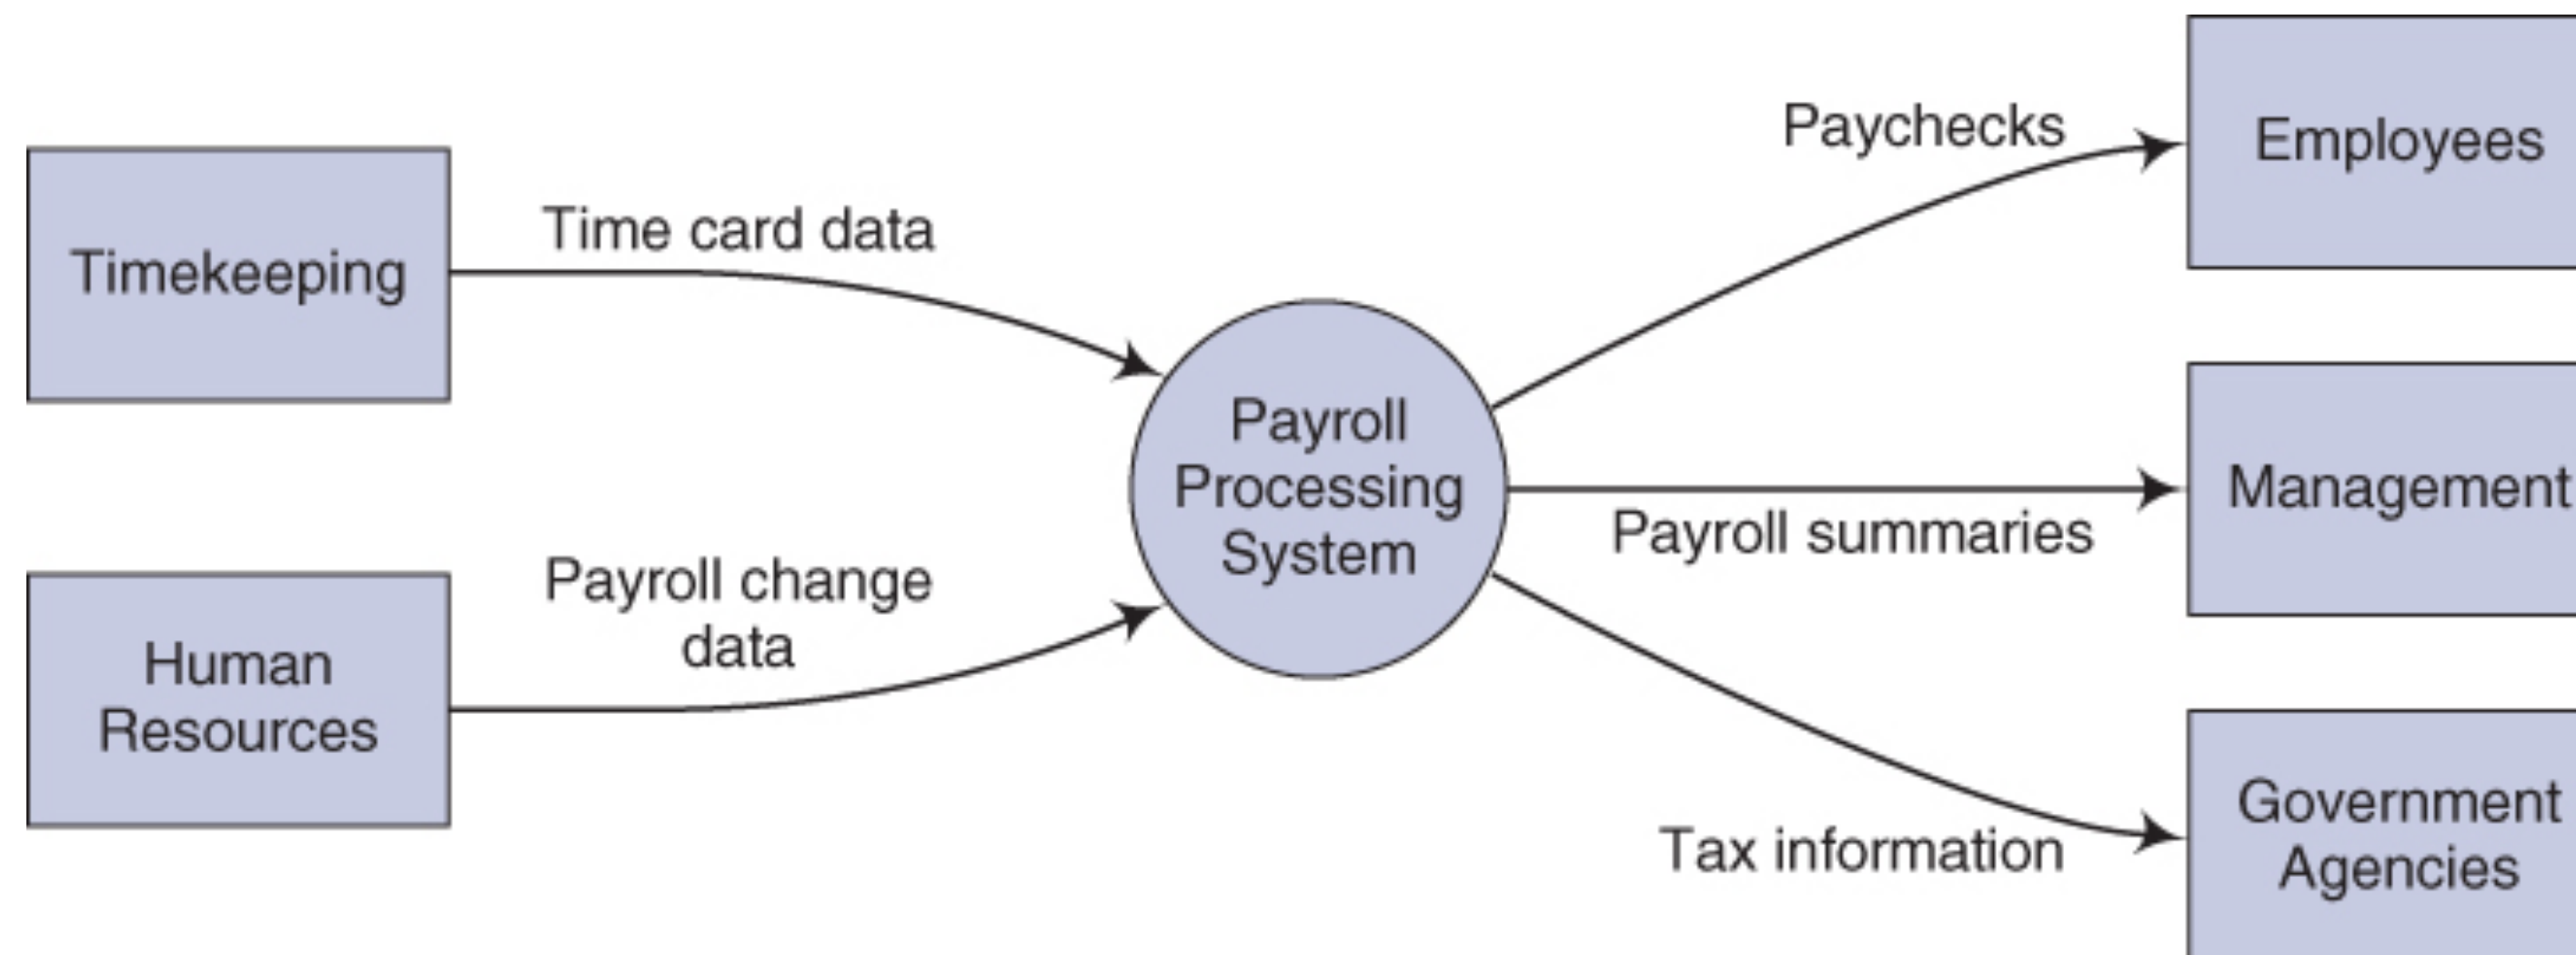 Timekeeping
Time card data
Human
Resources
Payroll change
data
Payroll
Processing
System
Paychecks
Employees
Payroll summaries
Management
Tax information
Government
Agencies